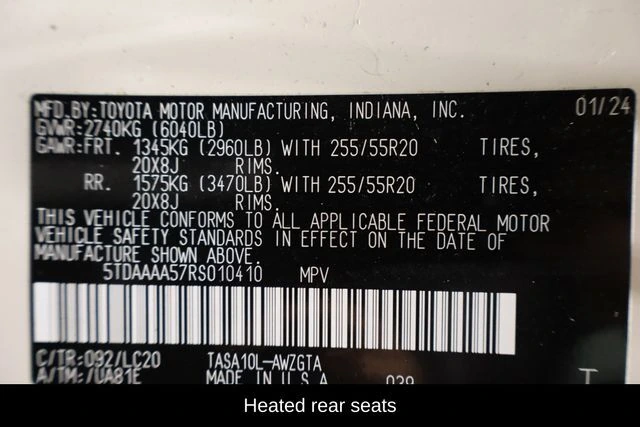 MFD.BY:TOYOTA MOTOR MANUFACTURING, INDIANA, INC. 01/24
GVWR:2740KG (6040LB)
GAWR:FRT. 1345KG (2960LB) WITH 255/55R20 TIRES,
20X8J RIMS.
RR. 1575KG (3470LB) WITH 255/55R20 TIRES,
20X8J RIMS.
THIS VEHICLE CONFORMS TO ALL APPLICABLE FEDERAL MOTOR
VEHICLE SAFETY STANDARDS IN EFFECT ON THE DATE OF
MANUFACTURE SHOWN ABOVE.
5TDAAAA57RS010410 MPV
C/TR:092/LC20 TASA10L-AWZGTA
A/TM:/UA81E MADE IN U.S.A. 039
T
Heated rear seats